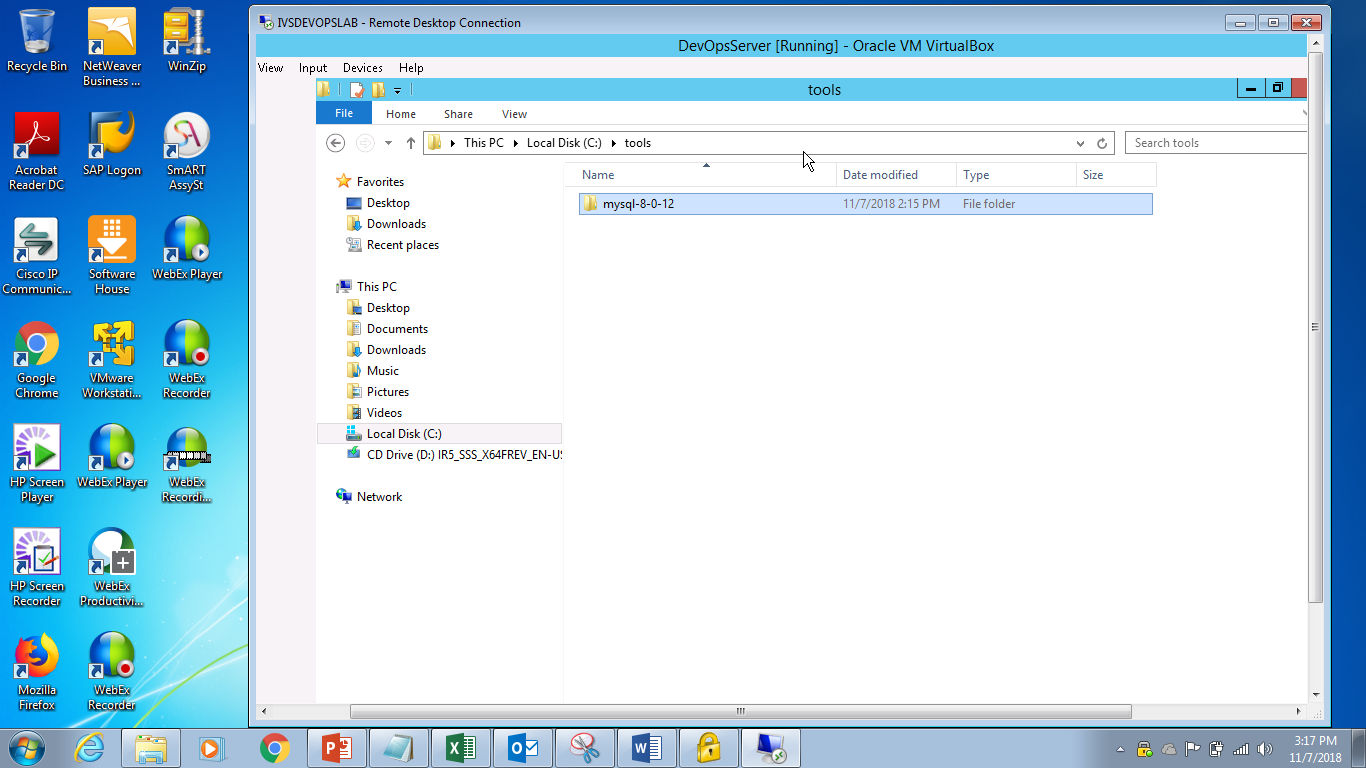 IVSDEVOPSLAB - Remote Desktop Connection
DevOpsServer [Running] - Oracle VM VirtualBox
View Input Devices Help
tools
File Home Share View
This PC Local Disk (C:) tools
Search tools
Name Date modified Type Size
mysql-8-0-12 11/7/2018 2:15 PM File folder
Favorites
Desktop
Downloads
Recent places
This PC
Desktop
Documents
Downloads
Music
Pictures
Videos
Local Disk (C:)
CD Drive (D:) IR5_SSS_X64FREV_EN-US
Network
Recycle Bin
NetWeaver
Business ...
WinZip
Acrobat
Reader DC
SAP Logon
SmART
AssySt
Cisco IP
Communic...
Software
House
WebEx Player
Google
Chrome
VMware
Workstati...
WebEx
Recorder
HP Screen
Player
WebEx Player
WebEx
Recordi...
HP Screen
Recorder
WebEx
Productivi...
Mozilla
Firefox
WebEx
Recorder
3:17 PM
11/7/2018